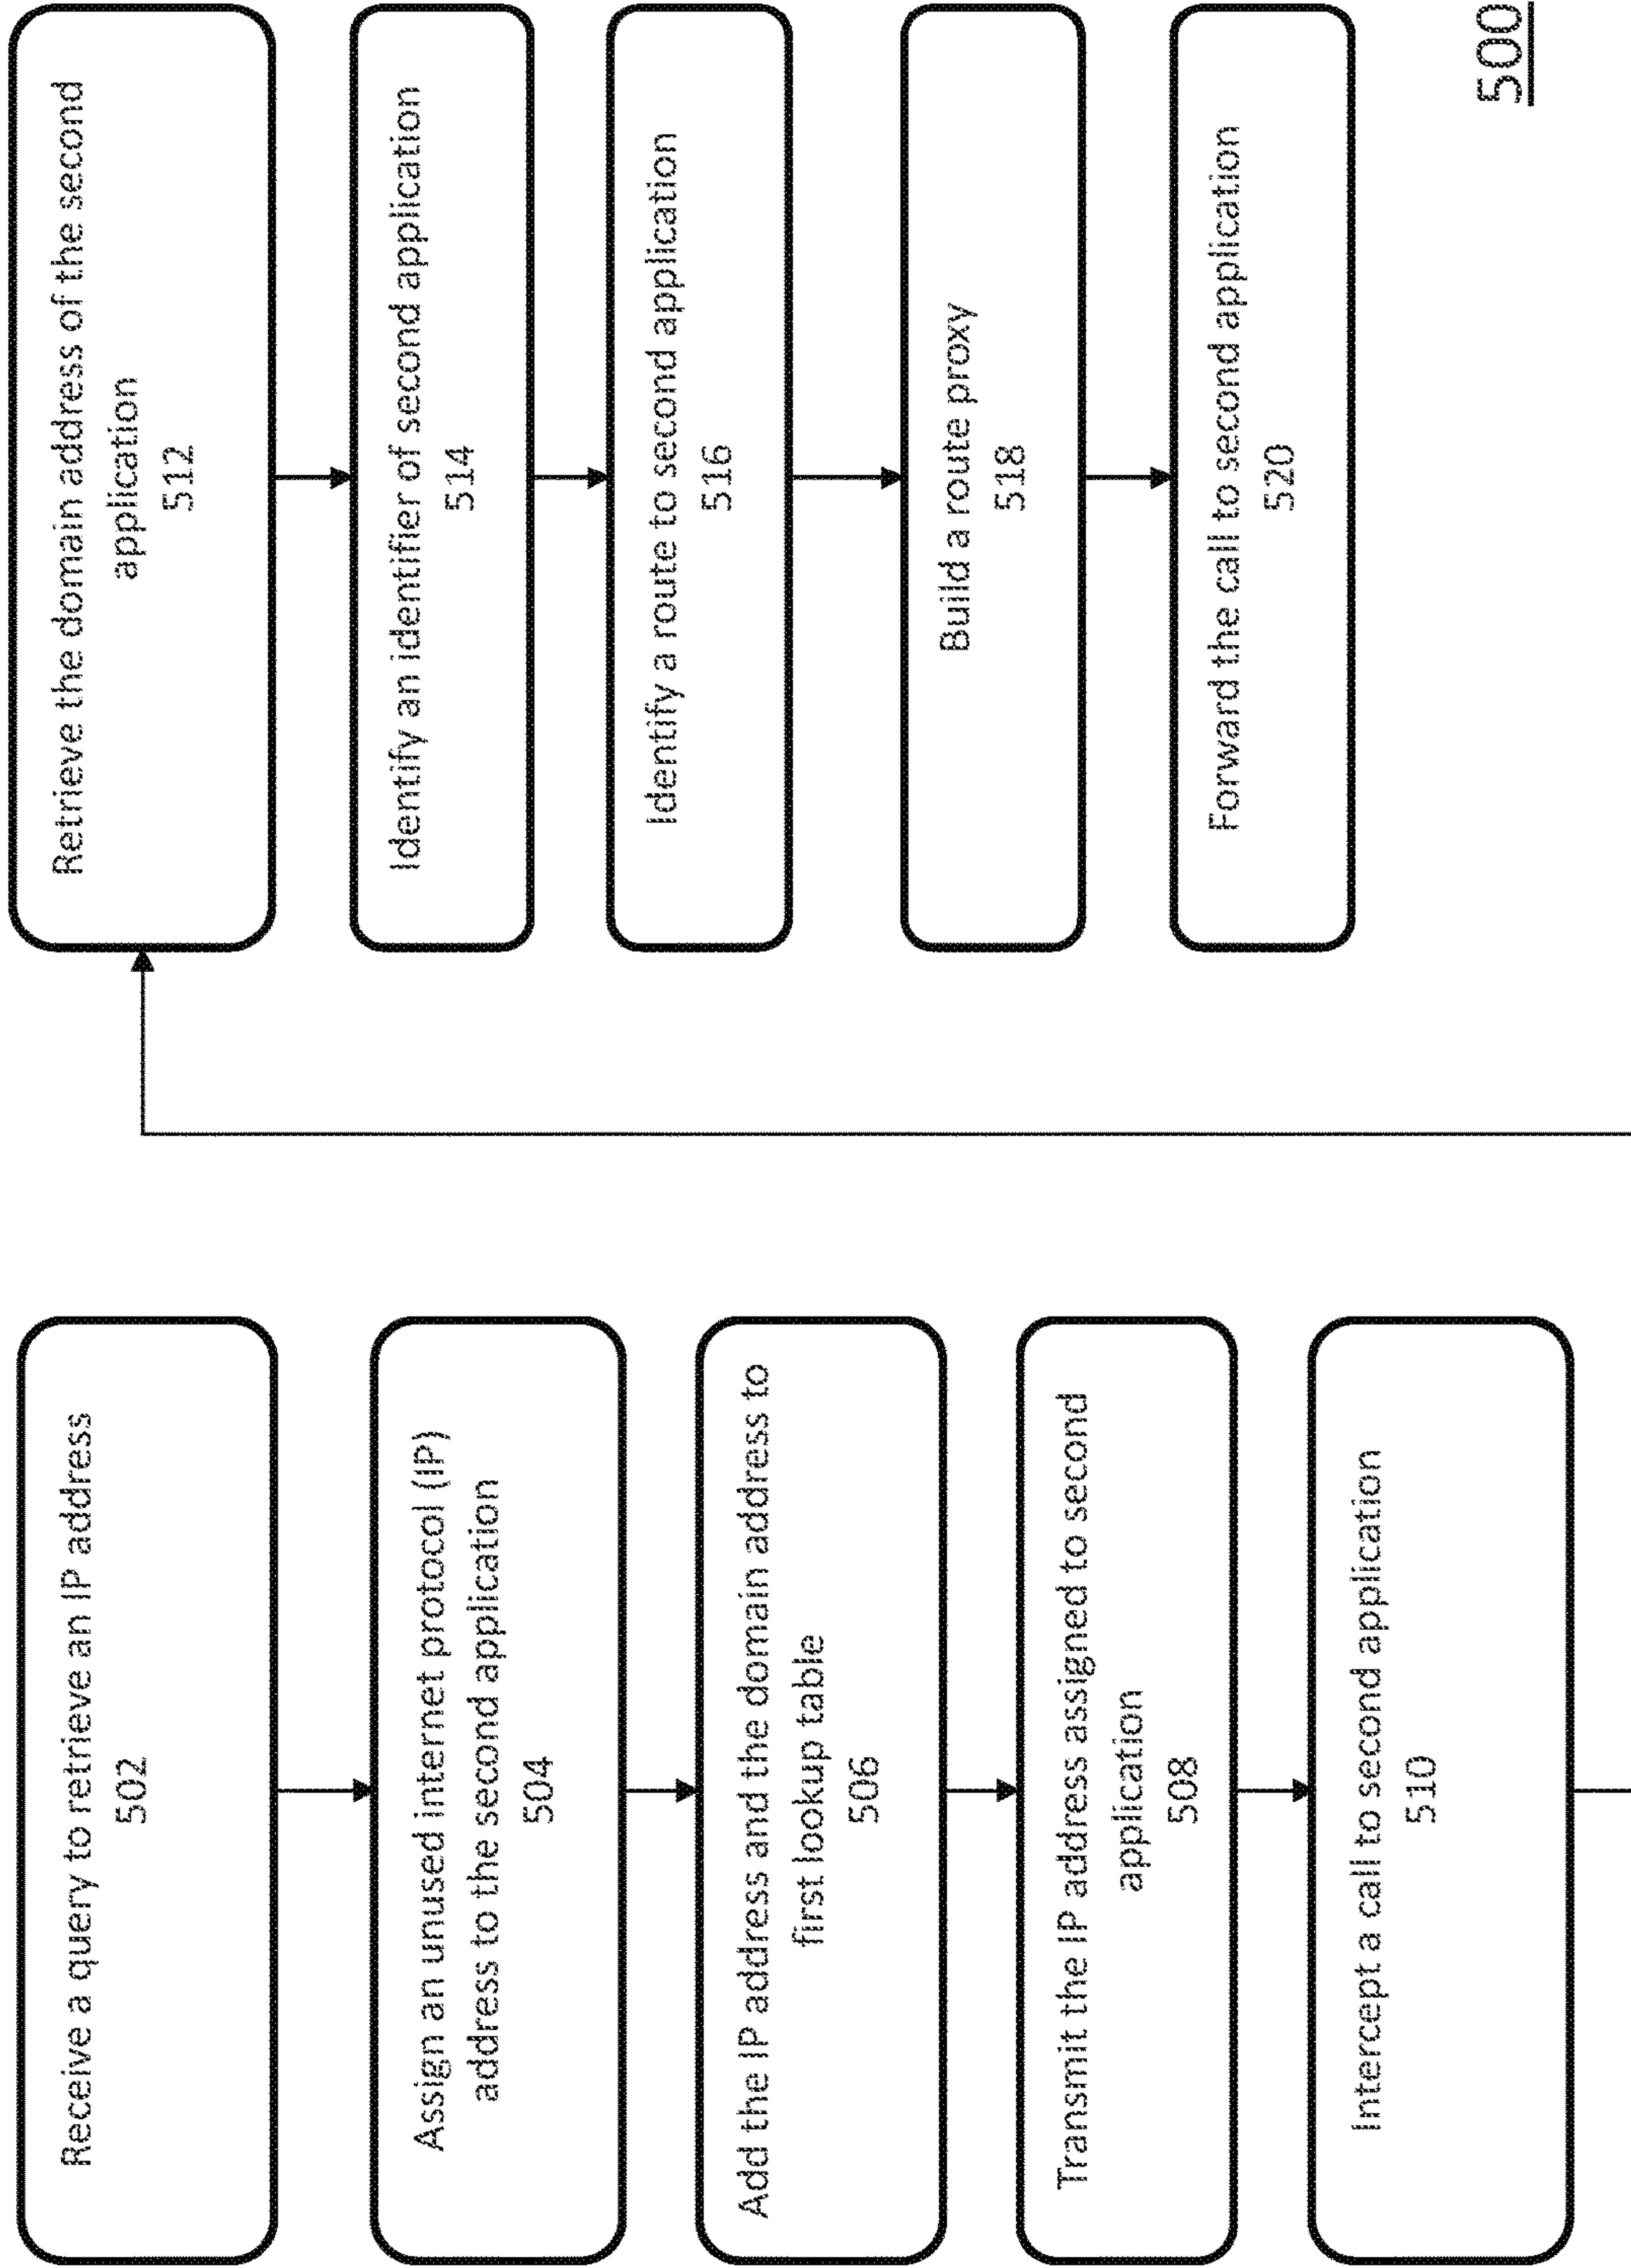 Receive a query to retrieve an IP address
502
Assign an unused internet protocol (IP)
address to the second application
504
Add the IP address and the domain address to
first lookup table
506
Transmit the IP address assigned to second
application
508
Intercept a call to second application
510
Retrieve the domain address of the second
application
512
Identify an identifier of second application
514
Identify a route to second application
516
Build a route proxy
518
Forward the call to second application
520
500